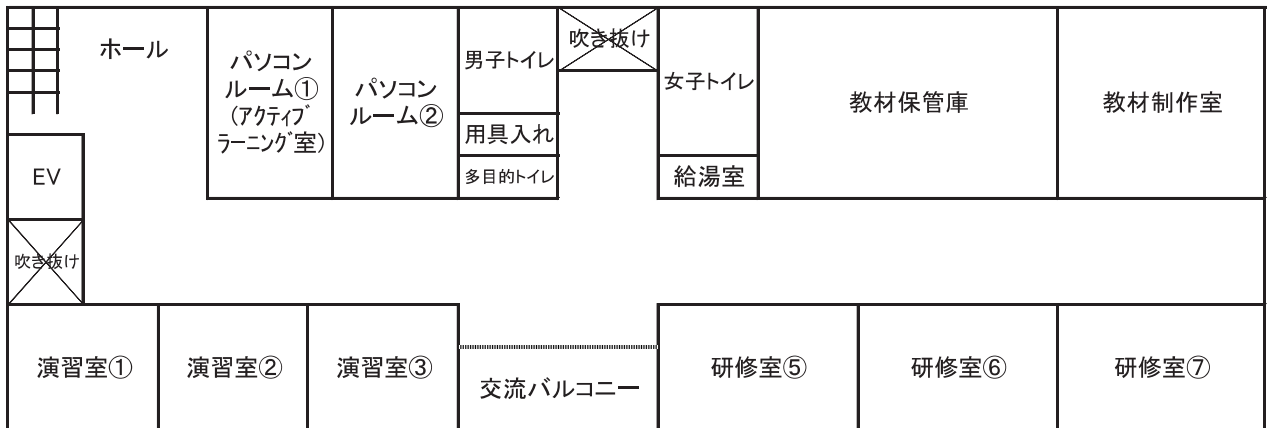 ホール
パソコン
ルーム①
(アクティブ
ラーニング室)
パソコン
ルーム②
男子トイレ
用具入れ
多目的トイレ
吹き抜け
女子トイレ
給湯室
教材保管庫
教材制作室
EV
吹き抜け
演習室①
演習室②
演習室③
交流バルコニー
研修室⑤
研修室⑥
研修室⑦